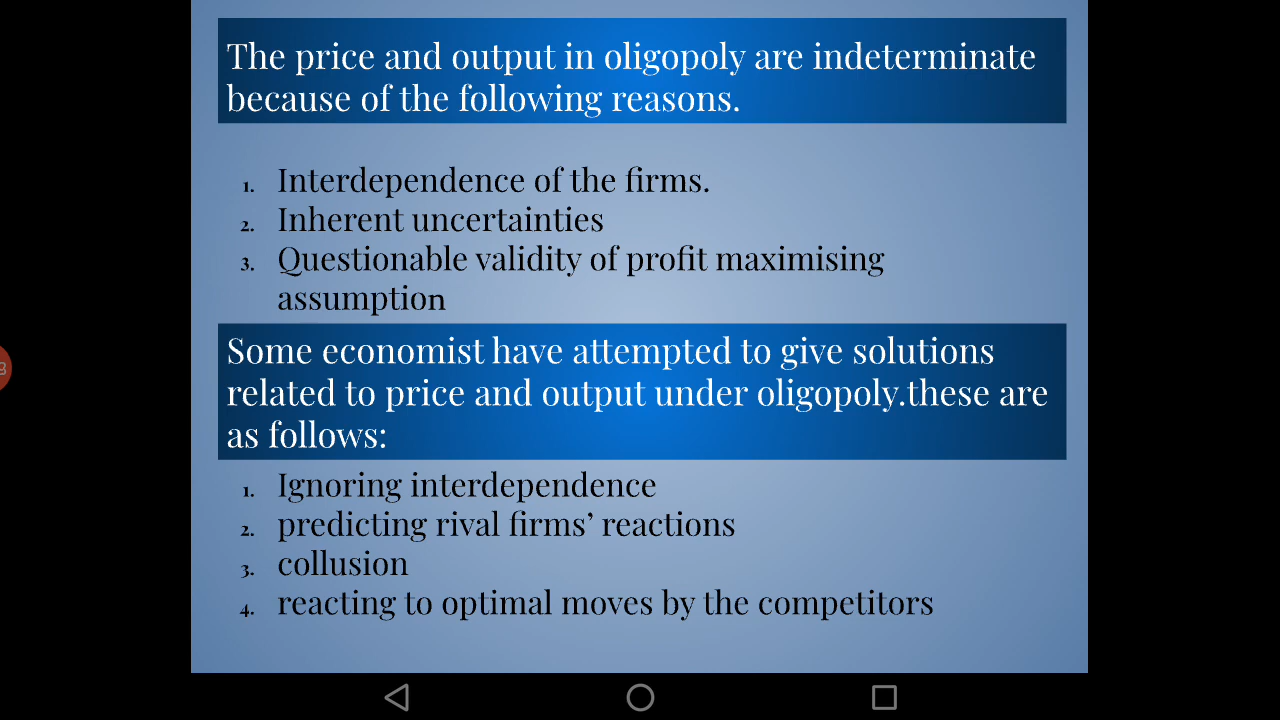 The price and output in oligopoly are indeterminate
because of the following reasons.
1. Interdependence of the firms.
2. Inherent uncertainties
3. Questionable validity of profit maximising
assumption
Some economist have attempted to give solutions
related to price and output under oligopoly.these are
as follows:
1. Ignoring interdependence
2. predicting rival firms’ reactions
3. collusion
4. reacting to optimal moves by the competitors